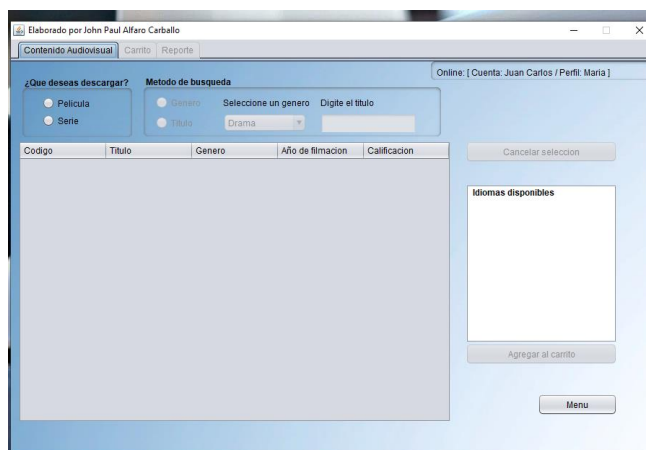 Elaborado por John Paul Alfaro Carballo
Contenido Audiovisual Carrito Reporte
Online: [ Cuenta: Juan Carlos / Perfil: Maria ]
¿Que deseas descargar? Metodo de busqueda
Pelicula Genero Seleccione un genero Digite el titulo
Serie Titulo Drama
Codigo Titulo Genero Año de filmacion Calificacion
Cancelar seleccion
Idiomas disponibles
Agregar al carrito
Menu